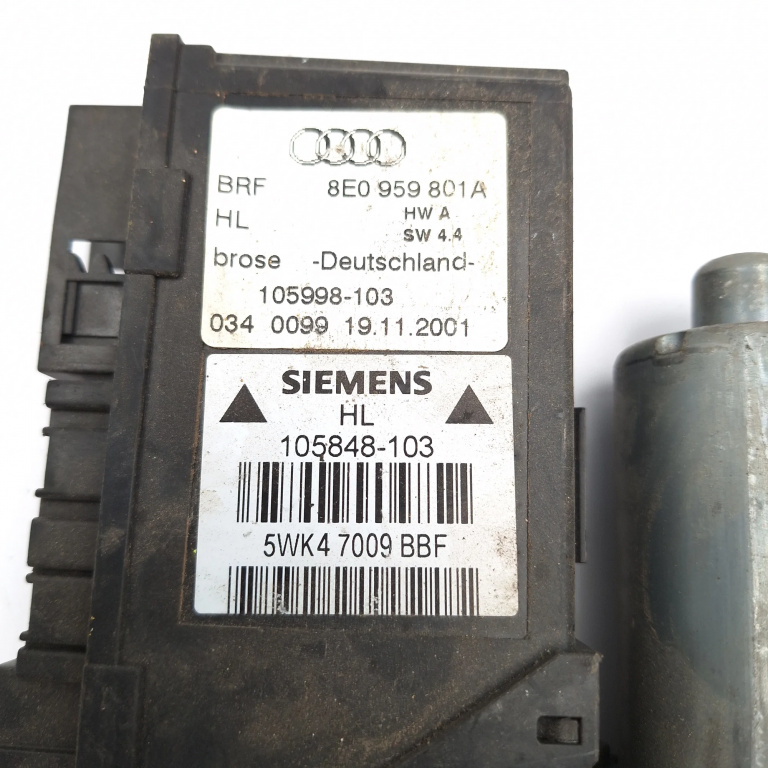 BRF 8E0 959 801A
HL HW A
SW 4.4
brose -Deutschland-
105998-103
034 0099 19.11.2001
SIEMENS
HL
105848-103
5WK4 7009 BBF